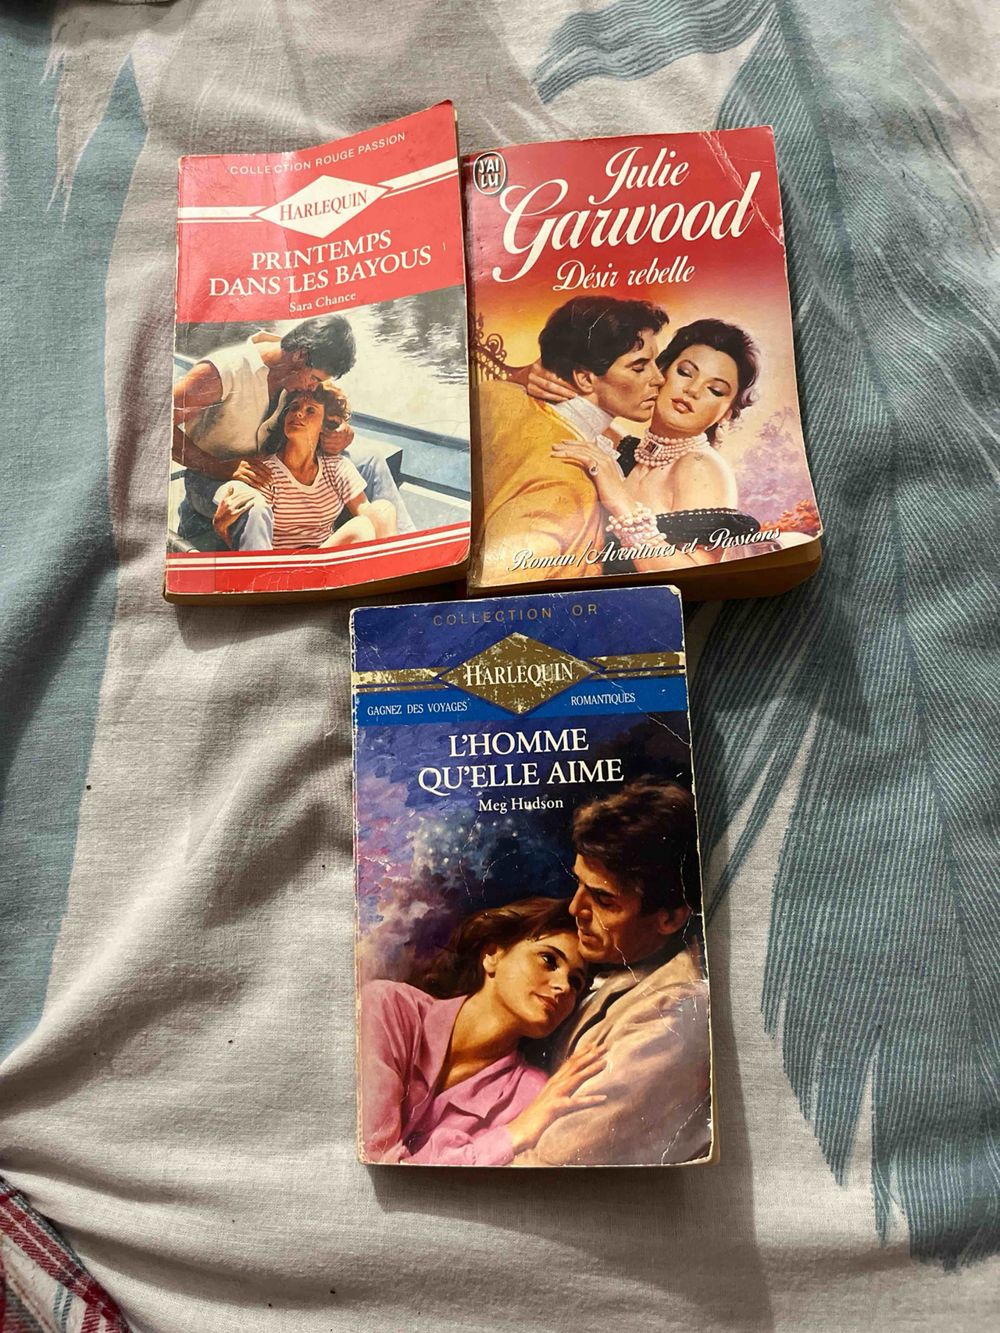 COLLECTION ROUGE PASSION
HARLEQUIN
PRINTEMPS
DANS LES BAYOUS
Sara Chance
J'AI
LU
Julie
Garwood
Désir rebelle
Roman/Aventures et Passions
COLLECTION OR
HARLEQUIN
GAGNEZ DES VOYAGES ROMANTIQUES
L'HOMME
QU'ELLE AIME
Meg Hudson